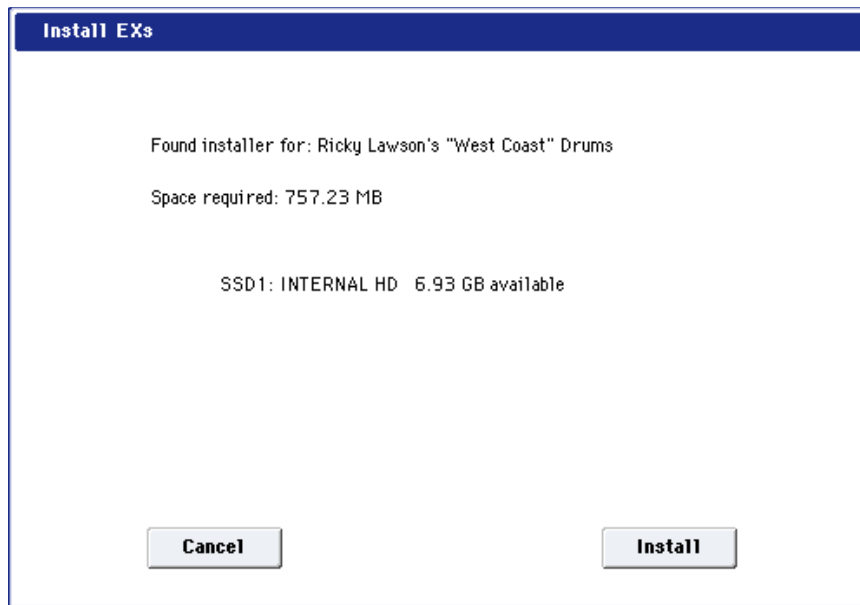 Install EXs
Found installer for: Ricky Lawson's "West Coast" Drums
Space required: 757.23 MB
SSD1: INTERNAL HD 6.93 GB available
Cancel
Install